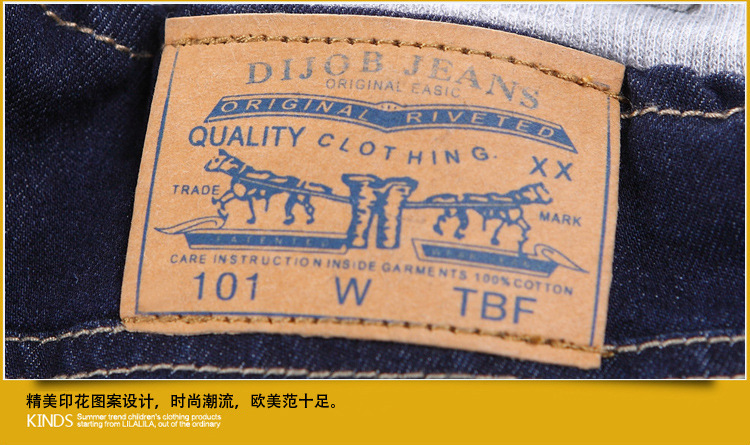 DIJOB JEANS
ORIGINAL EASIC
ORIGINAL RIVETED
QUALITY CLOTHING.
XX
TRADE MARK
PATENTED
CARE INSTRUCTION INSIDE GARMENTS 100% COTTON
101 W TBF
精美印花图案设计，时尚潮流，欧美范十足。
KINDS
Summer trend children's clothing products
starting from LILALILA, out of the ordinary